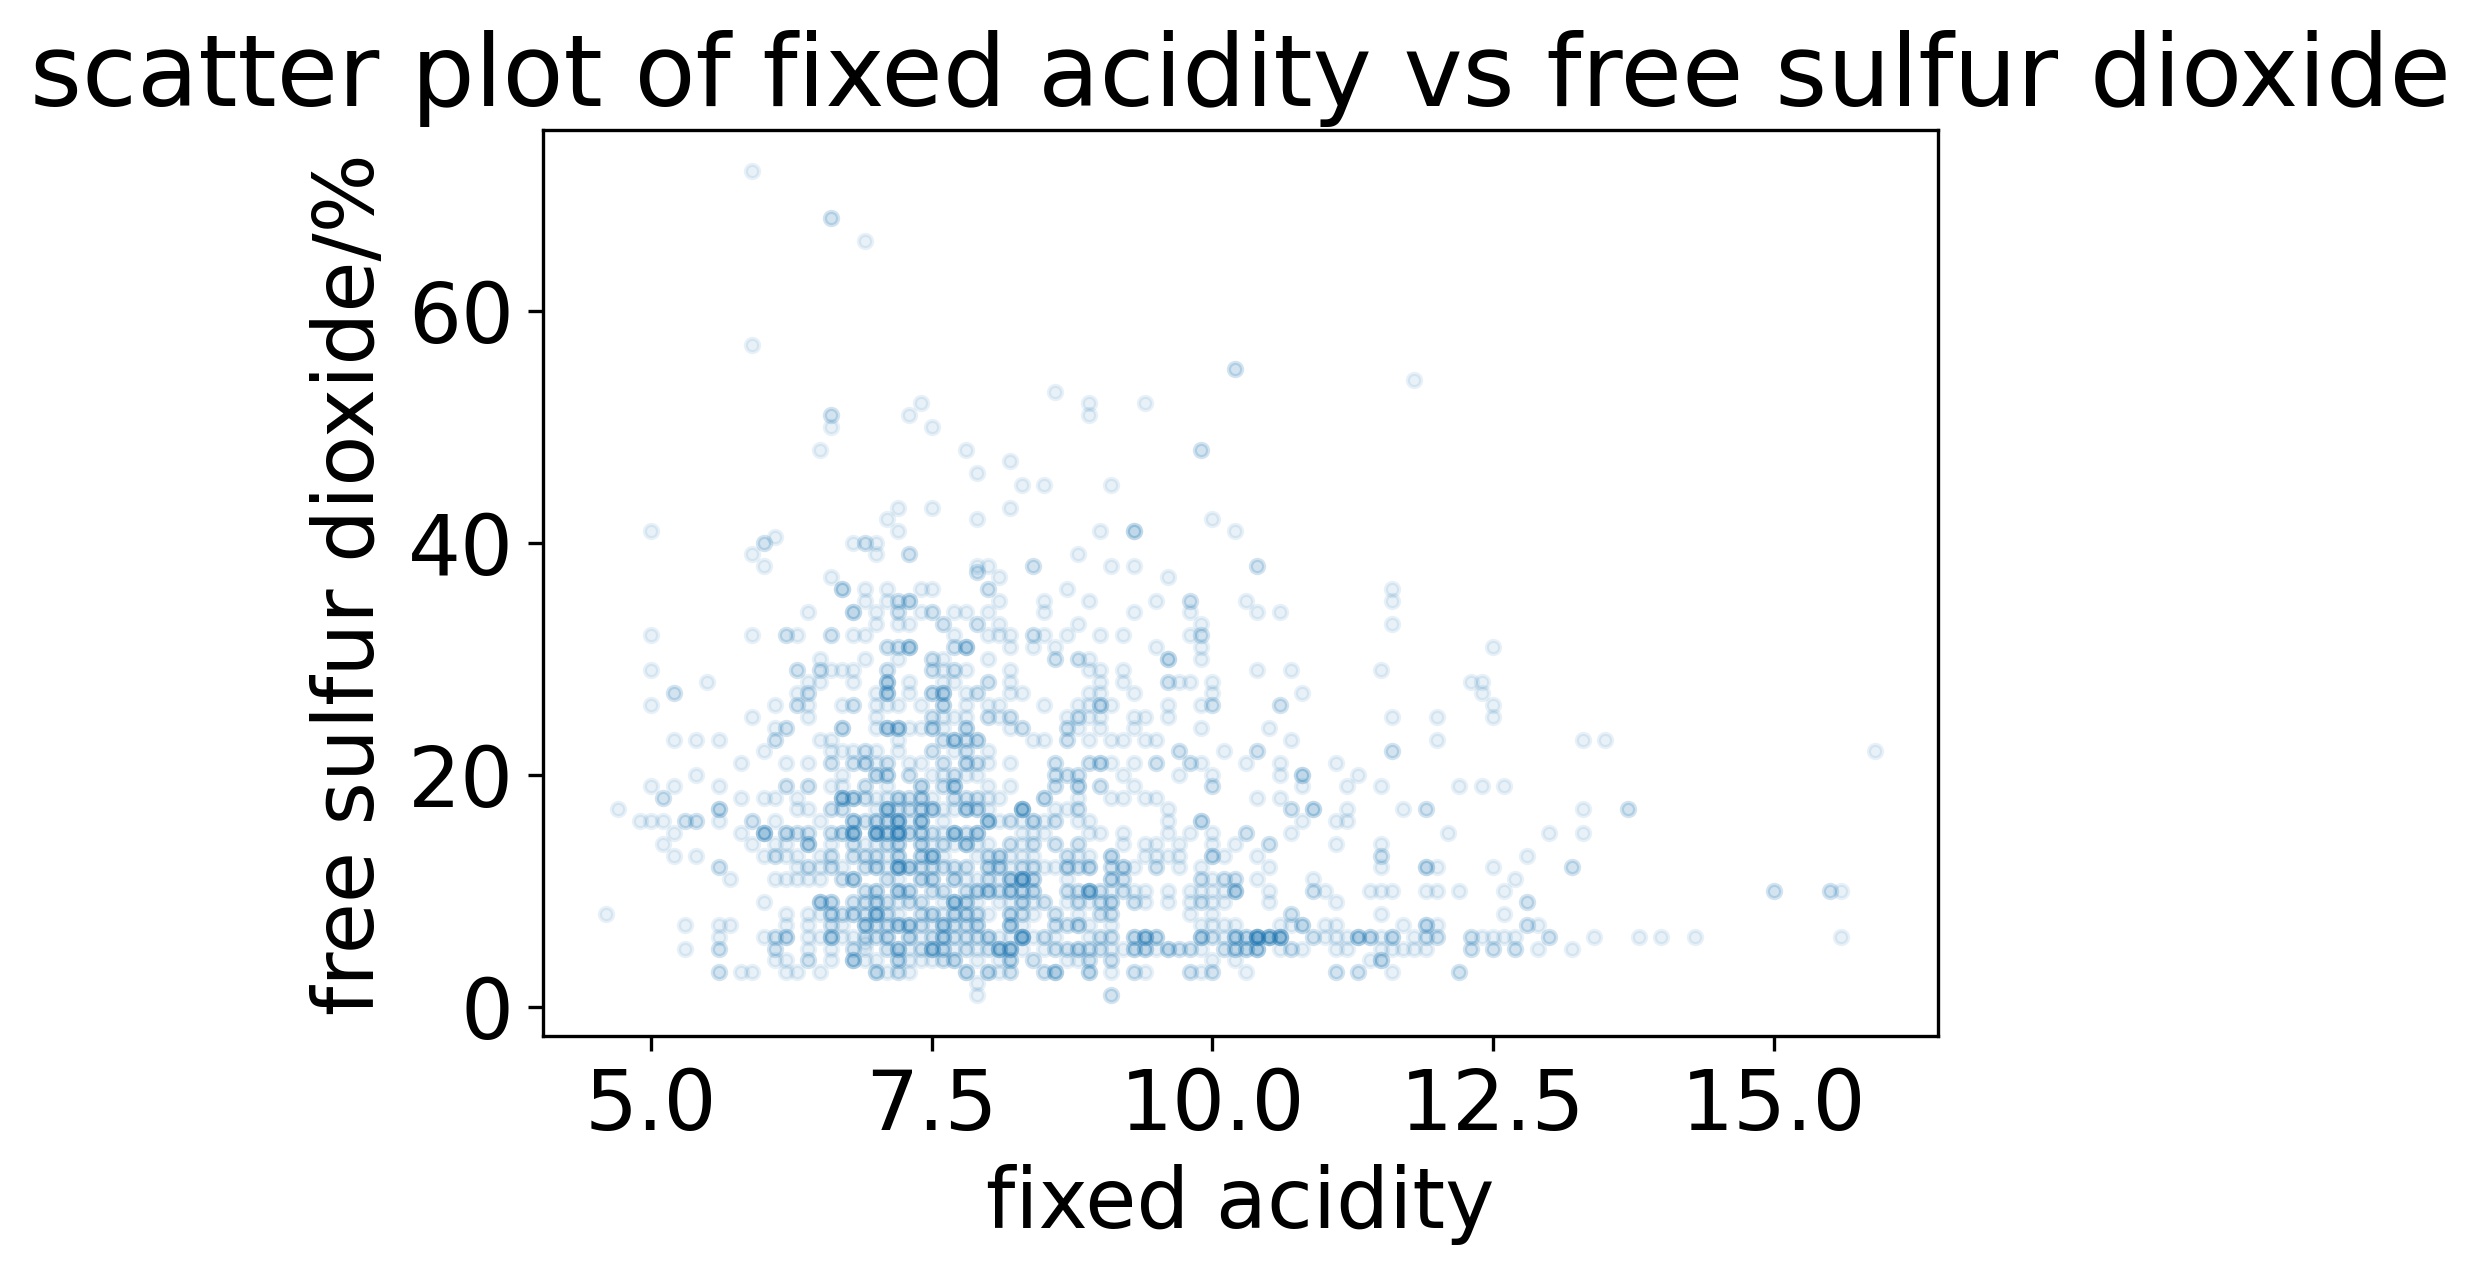 scatter plot of fixed acidity vs free sulfur dioxide
free sulfur dioxide/%
60
40
20
0
5.0 7.5 10.0 12.5 15.0
fixed acidity